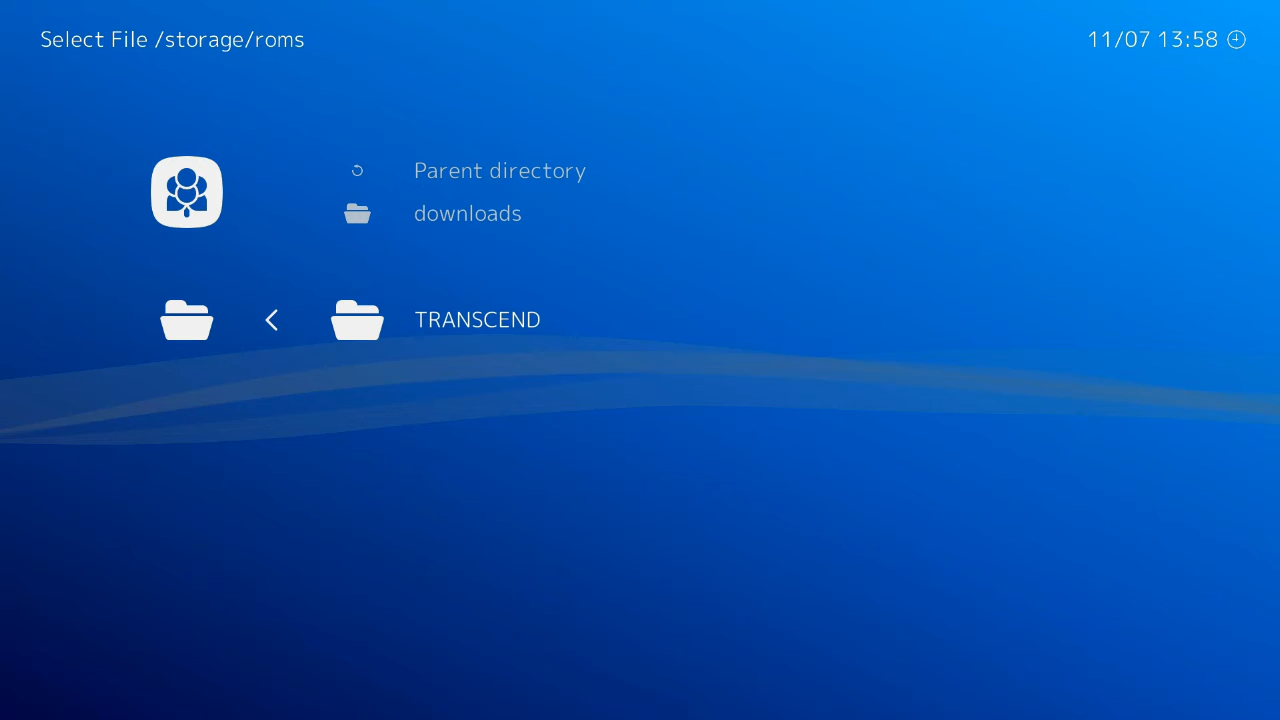 Select File /storage/roms
11/07 13:58
Parent directory
downloads
TRANSCEND